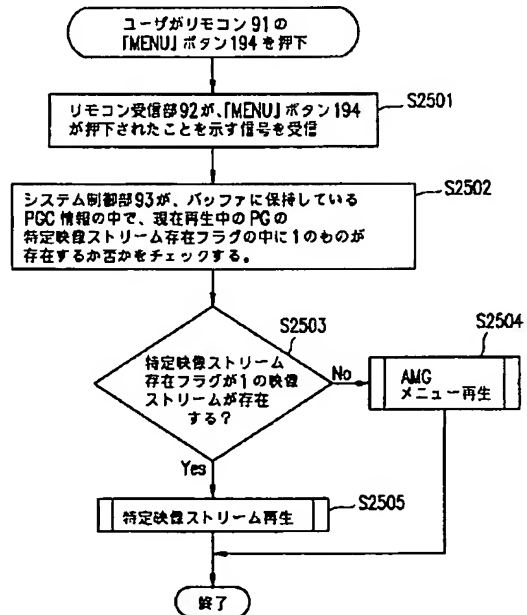 ユーザがリモコン91の
「MENU」ボタン194を押下
リモコン受信部92が、「MENU」ボタン194
が押下されたことを示す信号を受信
S2501
システム制御部93が、バッファに保持している
PGC情報の中で、現在再生中のPGの
特定映像ストリーム存在フラグの中に1のものが
存在するか否かをチェックする。
S2502
S2503
特定映像ストリーム
存在フラグが1の映像
ストリームが存在
する?
No
S2504
AMG
メニュー再生
Yes
特定映像ストリーム再生
S2505
終了